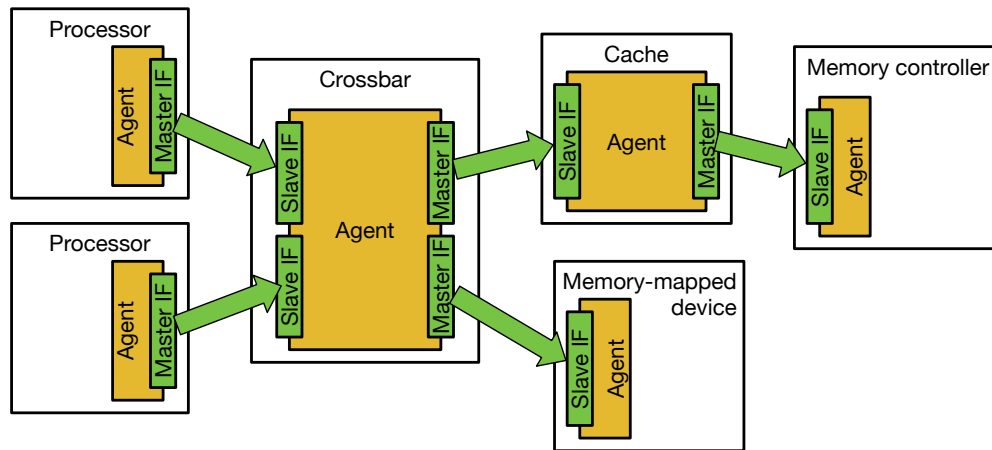 Processor
Agent
Master IF
Processor
Agent
Master IF
Crossbar
Slave IF
Slave IF
Agent
Master IF
Master IF
Cache
Slave IF
Agent
Master IF
Memory controller
Slave IF
Agent
Memory-mapped
device
Slave IF
Agent